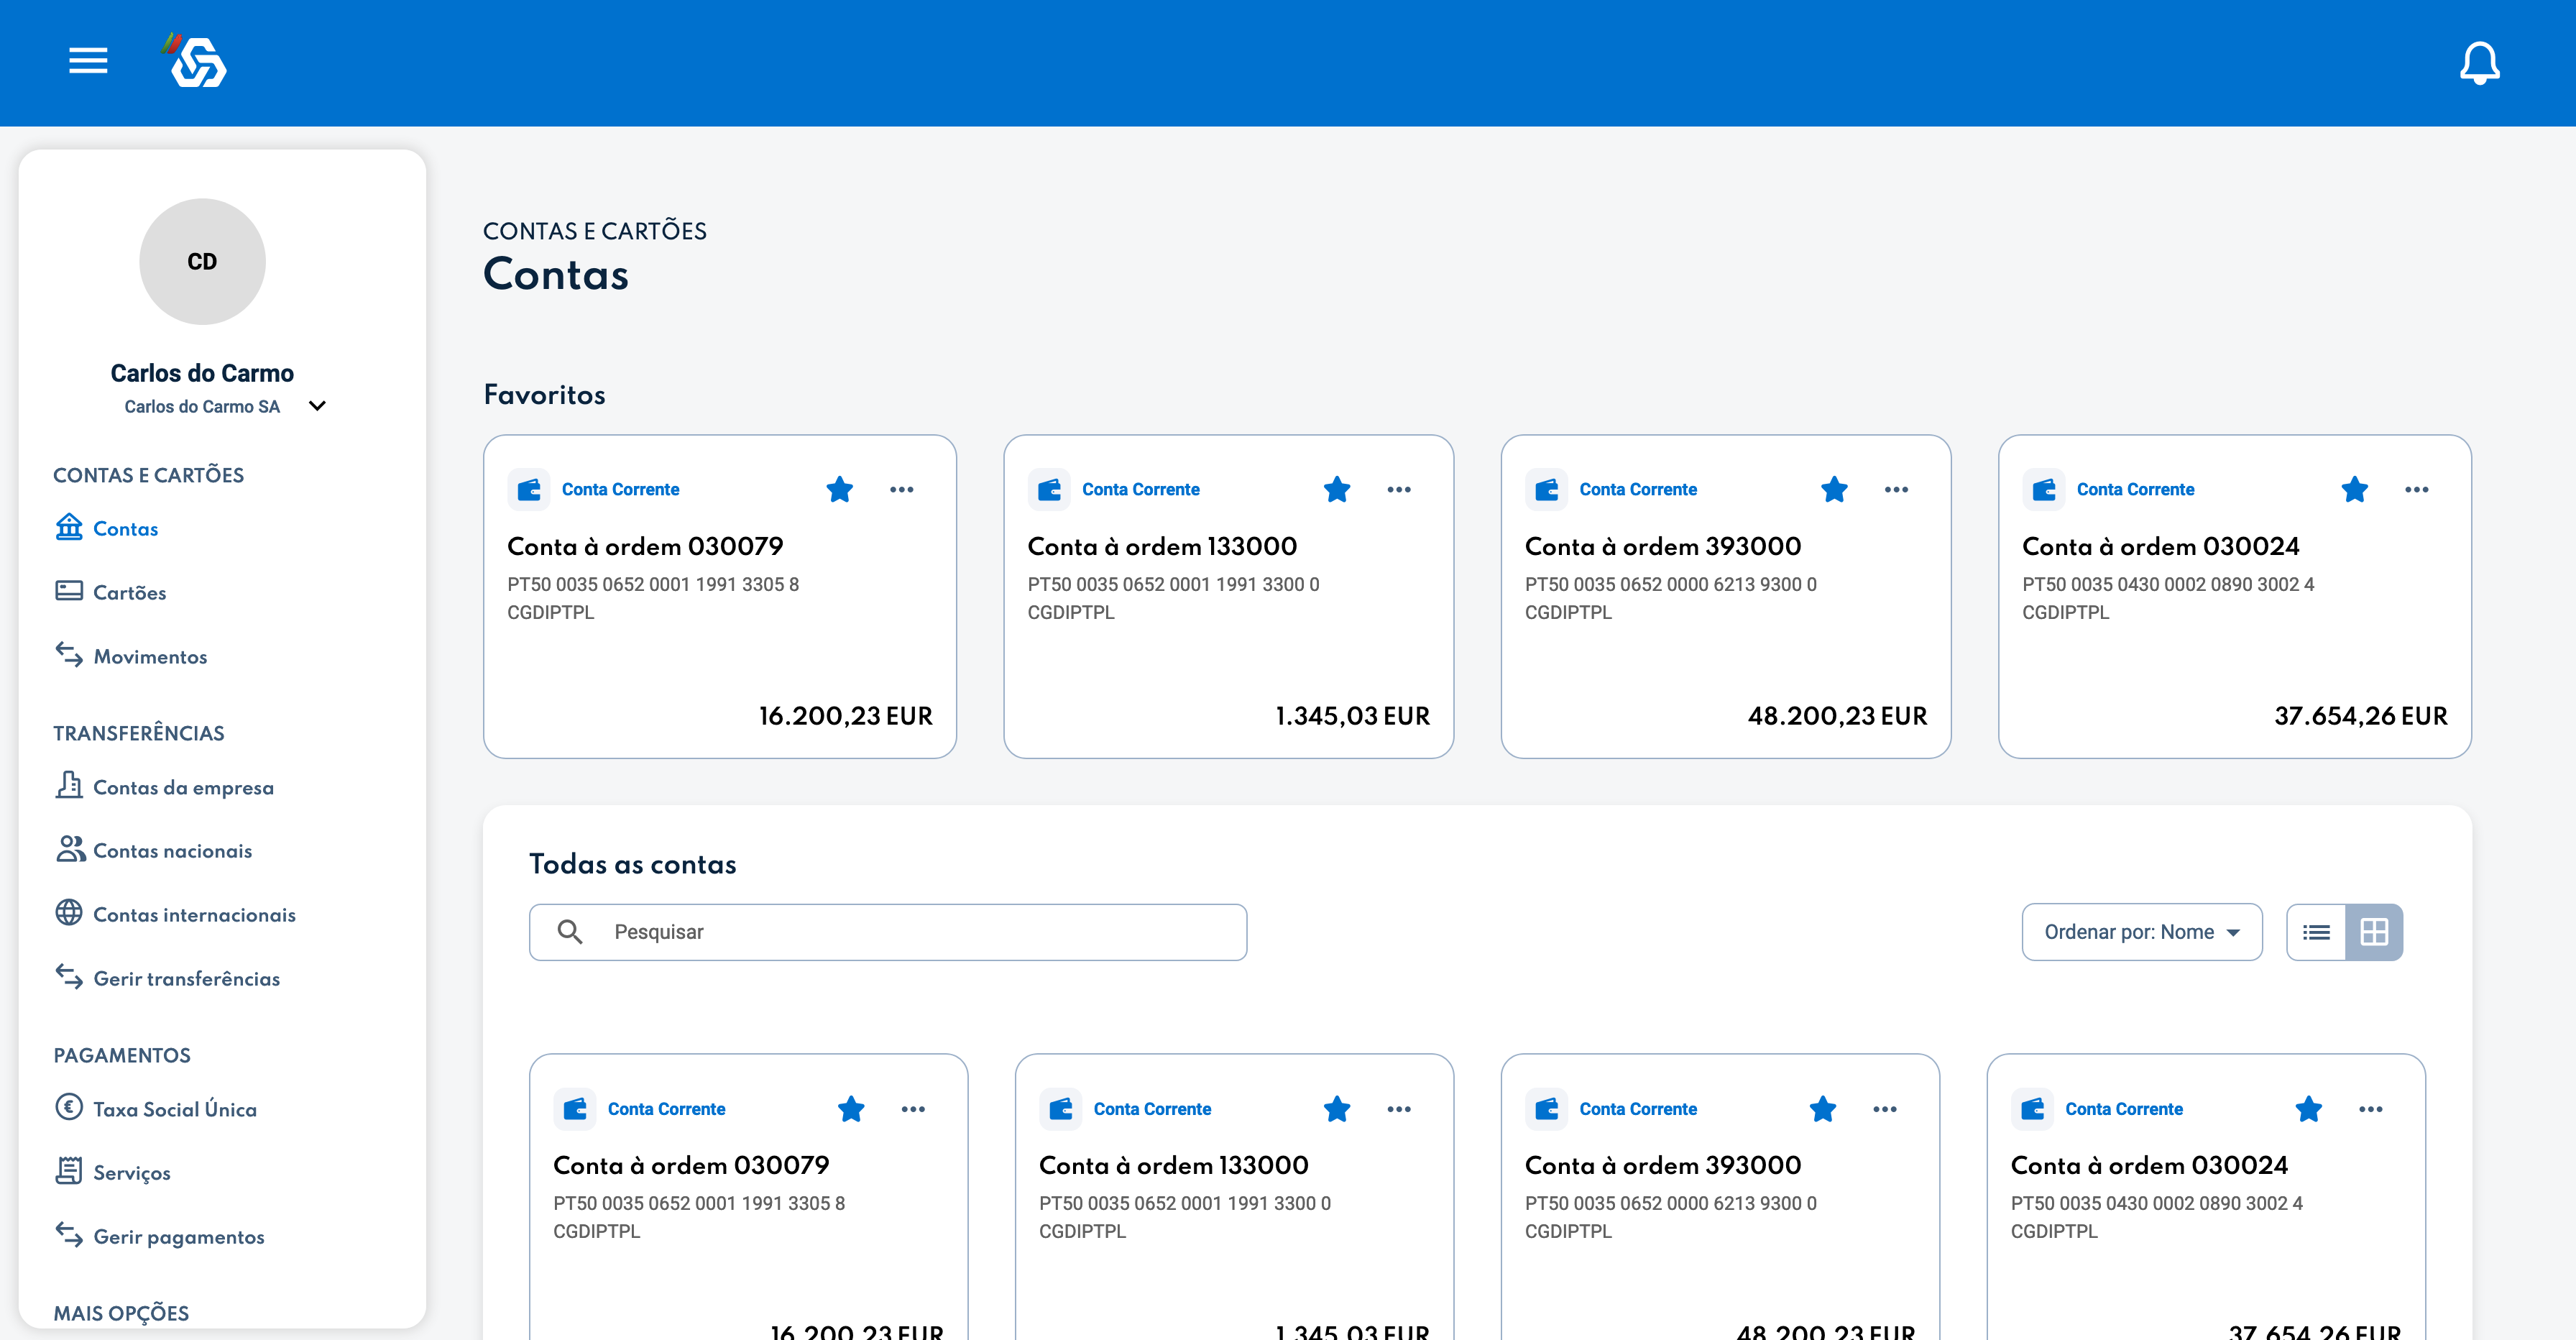 CD
Carlos do Carmo
Carlos do Carmo SA
CONTAS E CARTÕES
Contas
Cartões
Movimentos
TRANSFERÊNCIAS
Contas da empresa
Contas nacionais
Contas internacionais
Gerir transferências
PAGAMENTOS
Taxa Social Única
Serviços
Gerir pagamentos
MAIS OPÇÕES
CONTAS E CARTÕES
Contas
Favoritos
Conta Corrente
Conta à ordem 030079
PT50 0035 0652 0001 1991 3305 8
CGDIPTPL
16.200,23 EUR
Conta Corrente
Conta à ordem 133000
PT50 0035 0652 0001 1991 3300 0
CGDIPTPL
1.345,03 EUR
Conta Corrente
Conta à ordem 393000
PT50 0035 0652 0000 6213 9300 0
CGDIPTPL
48.200,23 EUR
Conta Corrente
Conta à ordem 030024
PT50 0035 0430 0002 0890 3002 4
CGDIPTPL
37.654,26 EUR
Todas as contas
Pesquisar
Ordenar por: Nome
Conta Corrente
Conta à ordem 030079
PT50 0035 0652 0001 1991 3305 8
CGDIPTPL
16.200,23 EUR
Conta Corrente
Conta à ordem 133000
PT50 0035 0652 0001 1991 3300 0
CGDIPTPL
1.345,03 EUR
Conta Corrente
Conta à ordem 393000
PT50 0035 0652 0000 6213 9300 0
CGDIPTPL
48.200,23 EUR
Conta Corrente
Conta à ordem 030024
PT50 0035 0430 0002 0890 3002 4
CGDIPTPL
37.654,26 EUR